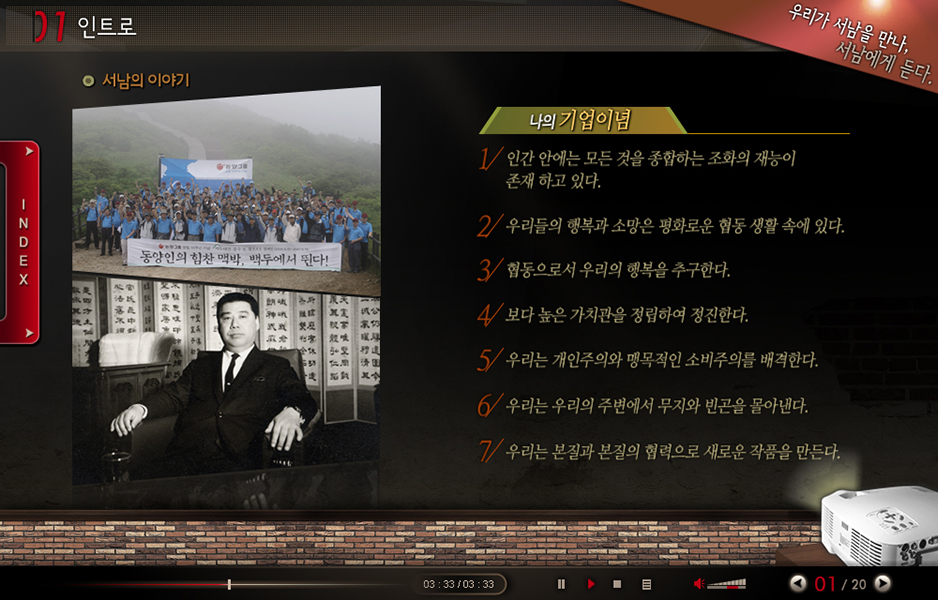 01 인트로
우리가 서남을 만나,
서남에게 듣다.
서남의 이야기
나의 기업이념
1/ 인간 안에는 모든 것을 종합하는 조화의 재능이
존재 하고 있다.
2/ 우리들의 행복과 소망은 평화로운 협동 생활 속에 있다.
3/ 협동으로서 우리의 행복을 추구한다.
4/ 보다 높은 가치관을 정립하여 정진한다.
5/ 우리는 개인주의와 맹목적인 소비주의를 배격한다.
6/ 우리는 우리의 주변에서 무지와 빈곤을 몰아낸다.
7/ 우리는 본질과 본질의 협력으로 새로운 작품을 만든다.
INDEX
동양인의 힘찬 맥박, 백두에서 뛴다!
03 : 33 / 03 : 33
01 / 20